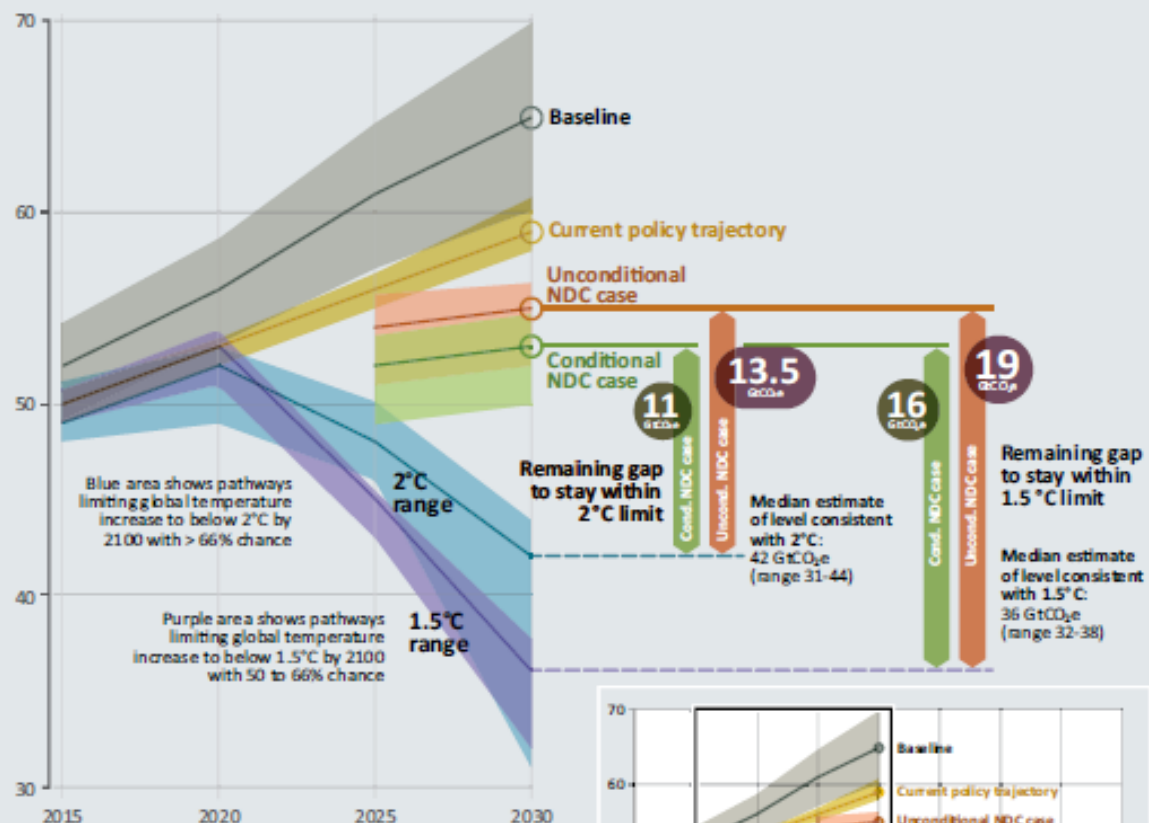 70
60
50
40
30
2015
2020
2025
2030
Baseline
Current policy trajectory
Unconditional
NDC case
Conditional
NDC case
Blue area shows pathways
limiting global temperature
increase to below 2°C by
2100 with > 66% chance
2°C
range
Purple area shows pathways
limiting global temperature
increase to below 1.5°C by 2100
with 50 to 66% chance
1.5°C
range
Remaining gap
to stay within
2°C limit
11
GtCO₂e
Cond. NDC case
Uncond. NDC case
13.5
GtCO₂e
Median estimate
of level consistent
with 2°C:
42 GtCO₂e
(range 31-44)
16
GtCO₂e
Cond. NDC case
Uncond. NDC case
19
GtCO₂e
Remaining gap
to stay within
1.5 °C limit
Median estimate
of level consistent
with 1.5°C:
36 GtCO₂e
(range 32-38)
70
60
Baseline
Current policy trajectory
Unconditional NDC case